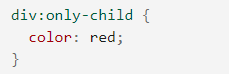 div:only-child {
  color: red;
}